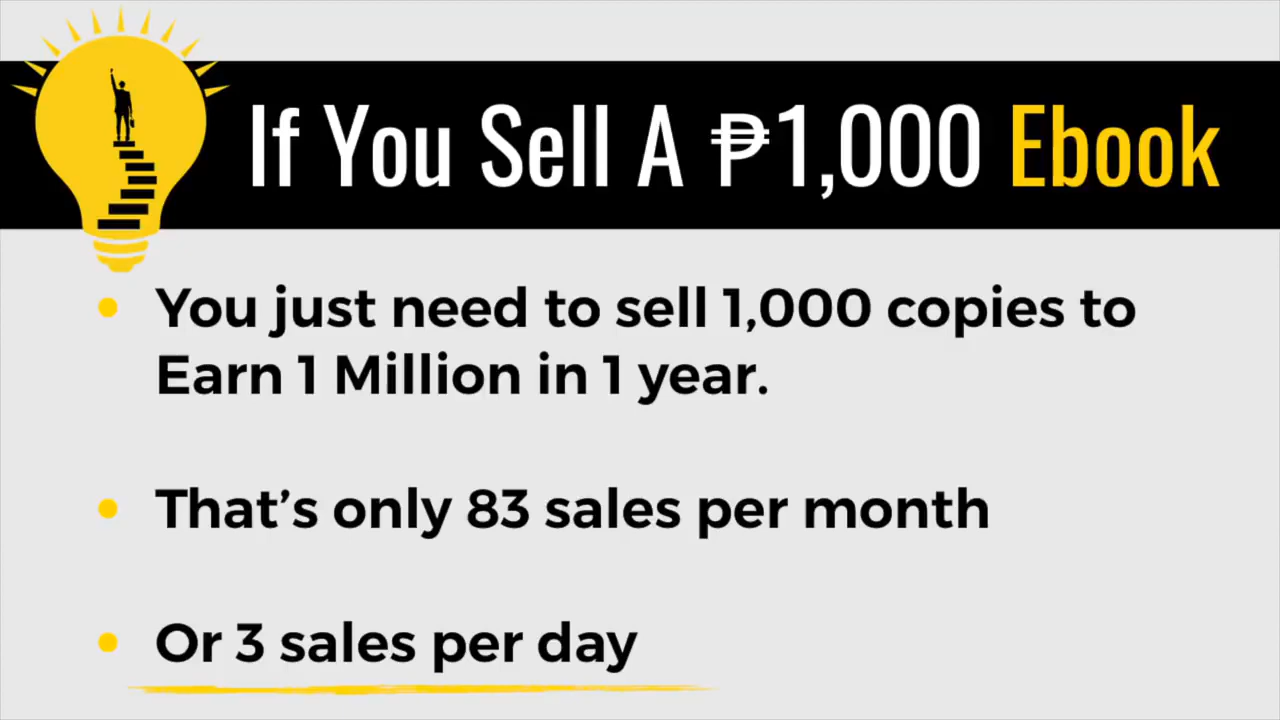 If You Sell A ₱1,000 Ebook
You just need to sell 1,000 copies to
Earn 1 Million in 1 year.
That’s only 83 sales per month
Or 3 sales per day